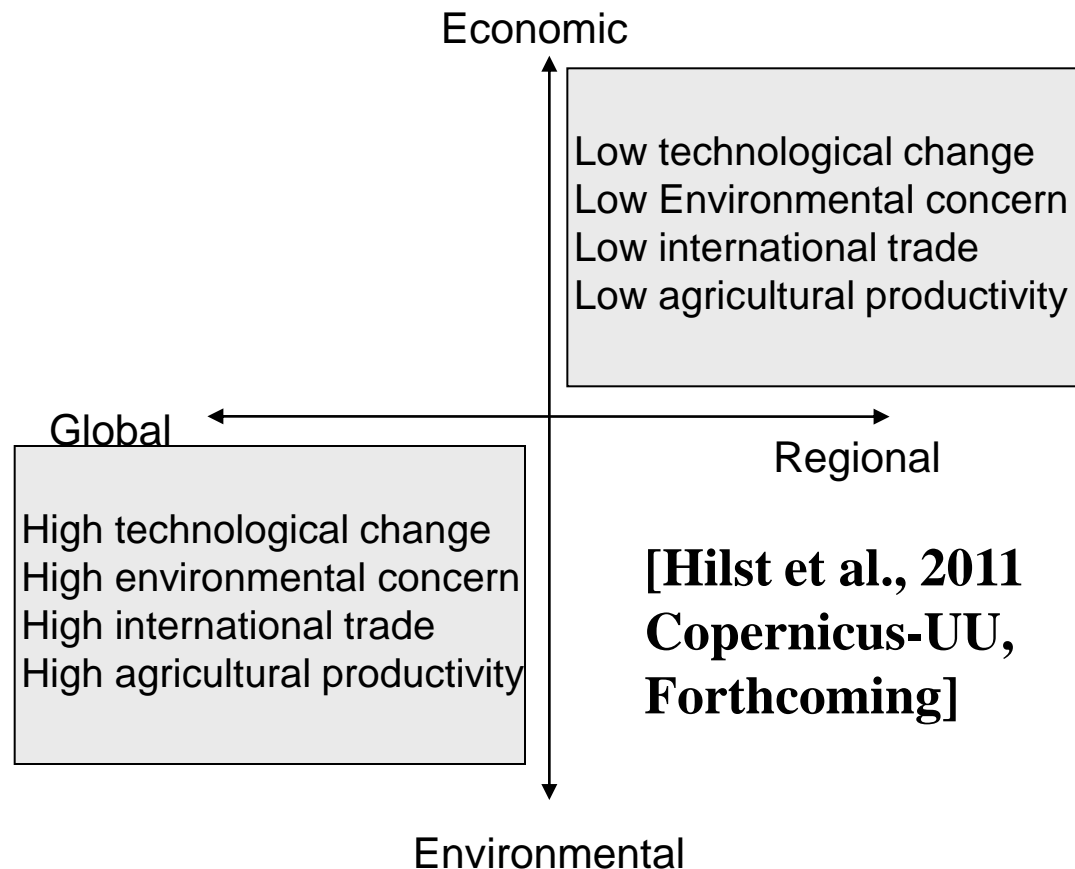 Economic
Low technological change
Low Environmental concern
Low international trade
Low agricultural productivity
Global
Regional
High technological change
High environmental concern
High international trade
High agricultural productivity
[Hilst et al., 2011
Copernicus-UU,
Forthcoming]
Environmental